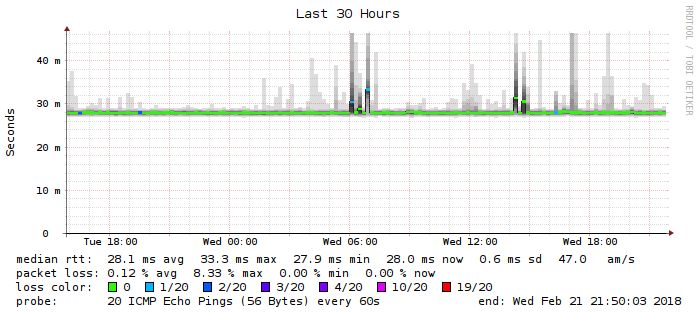 Last 30 Hours
RRDTOOL / TOBI OETIKER
Seconds
40 m
30 m
20 m
10 m
0
Tue 18:00 Wed 00:00 Wed 06:00 Wed 12:00 Wed 18:00
median rtt: 28.1 ms avg 33.3 ms max 27.9 ms min 28.0 ms now 0.6 ms sd 47.0 am/s
packet loss: 0.12 % avg 8.33 % max 0.00 % min 0.00 % now
loss color: 0 1/20 2/20 3/20 4/20 10/20 19/20
probe: 20 ICMP Echo Pings (56 Bytes) every 60s end: Wed Feb 21 21:50:03 2018